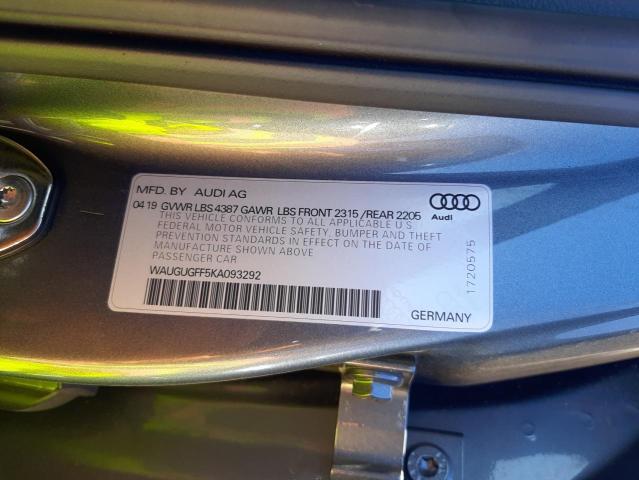 MFD. BY AUDI AG
04 19 GVWR LBS 4387 GAWR LBS FRONT 2315 / REAR 2205
THIS VEHICLE CONFORMS TO ALL APPLICABLE U S
FEDERAL MOTOR VEHICLE SAFETY, BUMPER AND THEFT
PREVENTION STANDARDS IN EFFECT ON THE DATE OF
MANUFACTURE SHOWN ABOVE
PASSENGER CAR
WAUGUGFF5KA093292
Audi
1720575
GERMANY